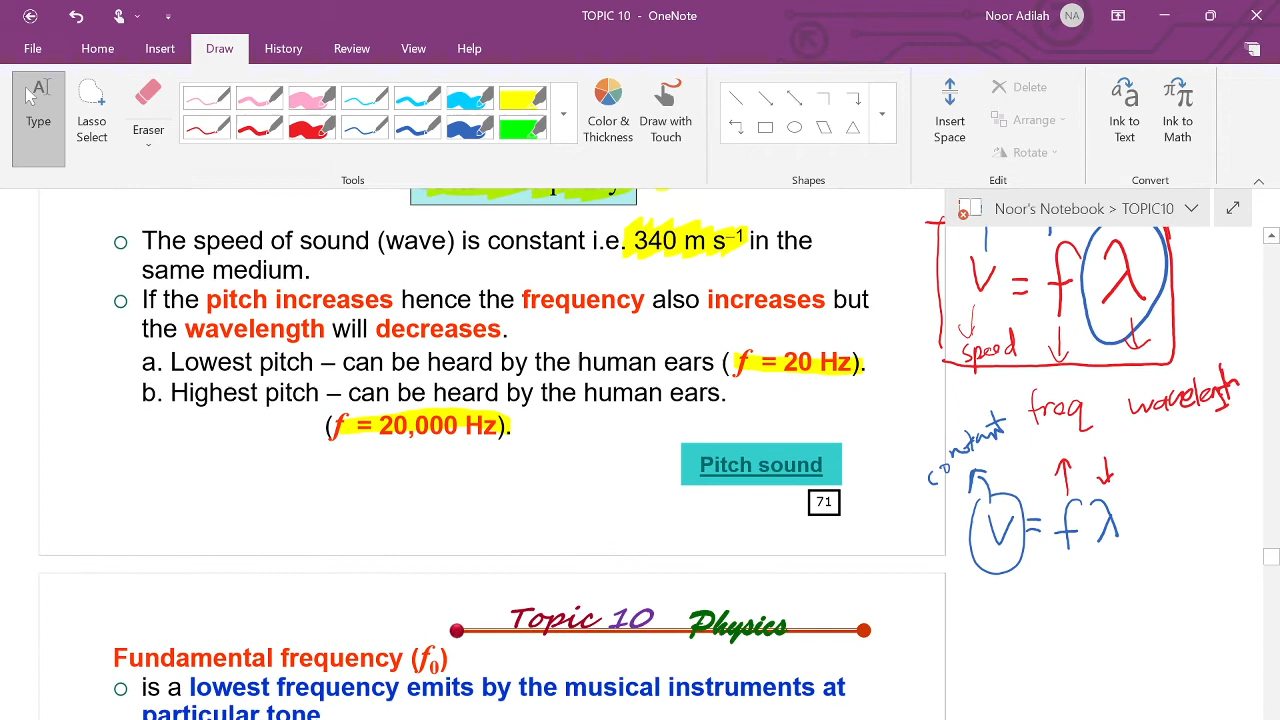 TOPIC 10 - OneNote
Noor Adilah NA
File Home Insert Draw History Review View Help
Type
Lasso Select
Eraser
Color & Thickness
Draw with Touch
Insert Space
Delete
Arrange
Rotate
Ink to Text
Ink to Math
Tools
Shapes
Edit
Convert
Noor's Notebook > TOPIC10
The speed of sound (wave) is constant i.e. 340 m s⁻¹ in the
same medium.
If the pitch increases hence the frequency also increases but
the wavelength will decreases.
a. Lowest pitch – can be heard by the human ears ( f = 20 Hz).
b. Highest pitch – can be heard by the human ears.
(f = 20,000 Hz).
Pitch sound
71
v = f λ
speed
freq
wavelength
constant
v = f λ
Topic 10 Physics
Fundamental frequency (f₀)
is a lowest frequency emits by the musical instruments at
particular tone